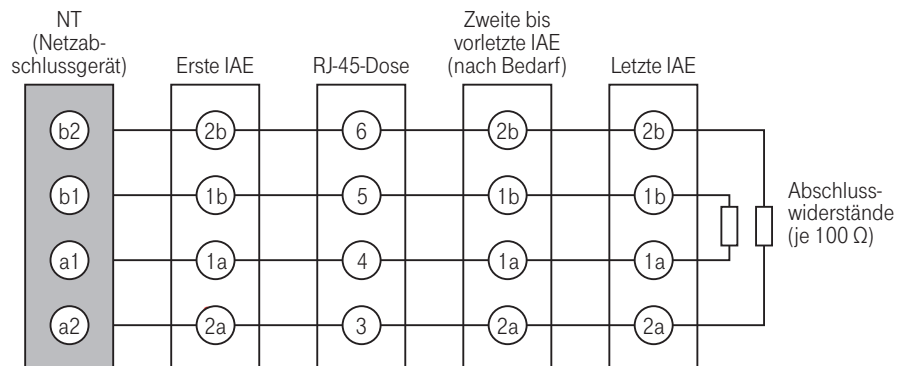 NT
(Netzab-
schlussgerät)
Erste IAE
RJ-45-Dose
Zweite bis
vorletzte IAE
(nach Bedarf)
Letzte IAE
b2 2b 6 2b 2b
b1 1b 5 1b 1b
a1 1a 4 1a 1a
a2 2a 3 2a 2a
Abschluss-
widerstände
(je 100 Ω)